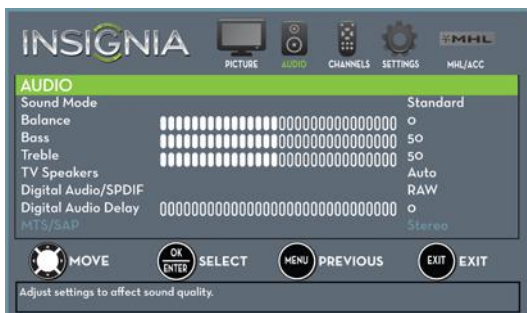 INSIGNIA
PICTURE AUDIO CHANNELS SETTINGS MHL MHL/ACC
AUDIO
Sound Mode Standard
Balance 0
Bass 50
Treble 50
TV Speakers Auto
Digital Audio/SPDIF RAW
Digital Audio Delay 0
MTS/SAP Stereo
MOVE OK ENTER SELECT MENU PREVIOUS EXIT EXIT
Adjust settings to affect sound quality.